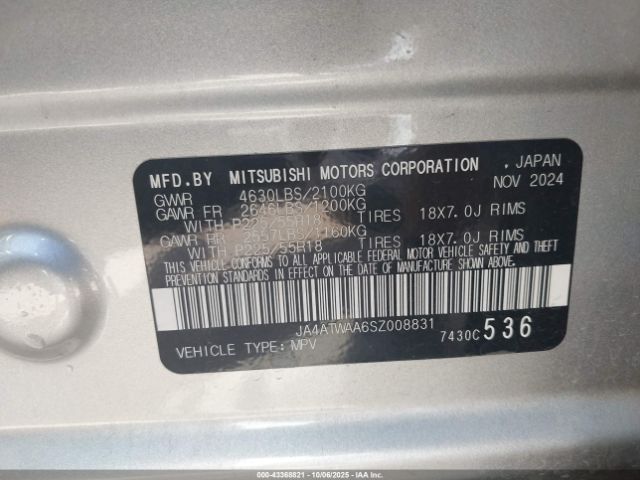 MFD.BY MITSUBISHI MOTORS CORPORATION , JAPAN
GVWR 4630LBS/2100KG NOV 2024
GAWR FR 2646LBS/1200KG
WITH P225/55R18 TIRES 18X7.0J RIMS
GAWR RR 2557LBS/1160KG
WITH P225/55R18 TIRES 18X7.0J RIMS
THIS VEHICLE CONFORMS TO ALL APPLICABLE FEDERAL MOTOR VEHICLE SAFETY AND THEFT
PREVENTION STANDARDS IN EFFECT ON THE DATE OF MANUFACTURE SHOWN ABOVE.
JA4ATWAA6SZ008831
VEHICLE TYPE: MPV 7430C 536
000-43368821 - 10/06/2025 - IAAI.COM